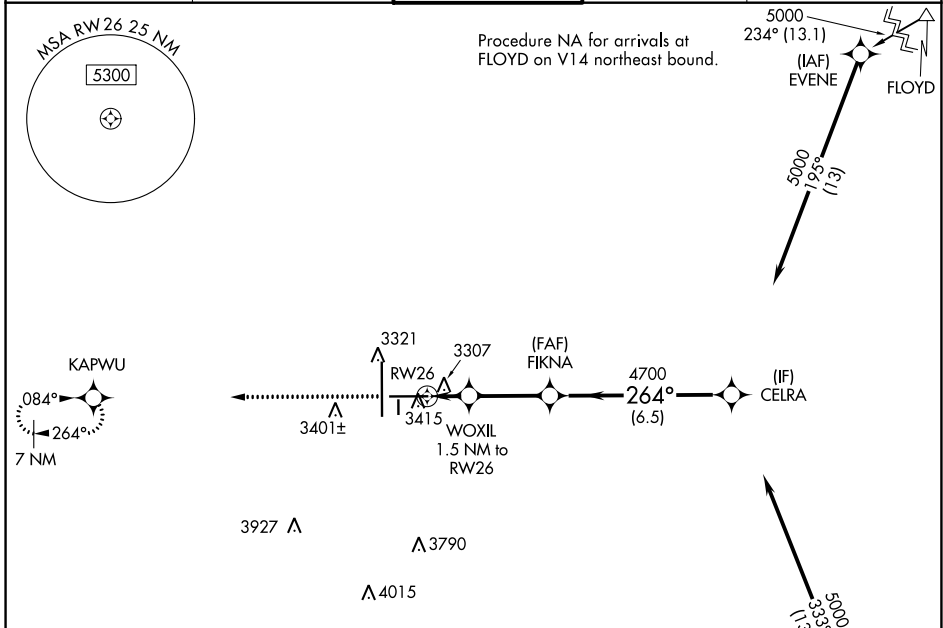 MSA RW26 25 NM
5300
Procedure NA for arrivals at
FLOYD on V14 northeast bound.
5000
234° (13.1)
(IAF)
EVENE
FLOYD
N
5000
195°
(13)
KAPWU
084°
264°
7 NM
3321
RW26
3307
3415
3401±
WOXIL
1.5 NM to
RW26
(FAF)
FIKNA
4700
264°
(6.5)
(IF)
CELRA
3927
3790
4015
5000
333°